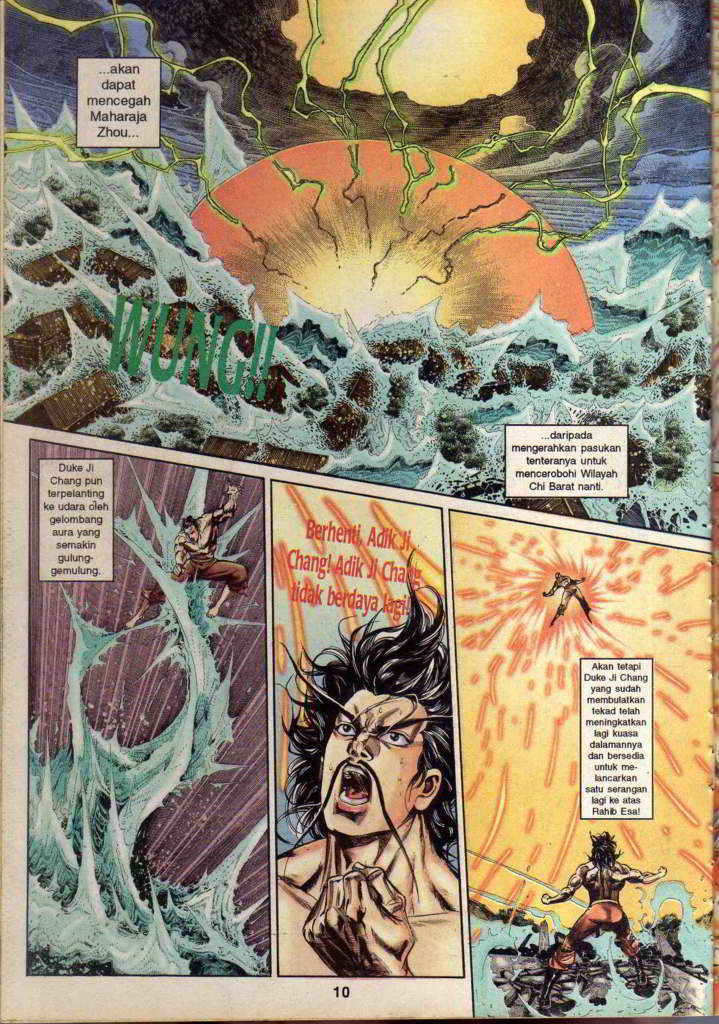 ...akan
dapat
mencegah
Maharaja
Zhou...
WUNG!!
...daripada
mengerahkan pasukan
tenteranya untuk
mencerobohi Wilayah
Chi Barat nanti.
Duke Ji
Chang pun
terpelanting
ke udara oleh
gelombang
aura yang
semakin
gulung-
gemulung.
Berhenti, Adik Ji
Chang! Adik Ji Chang
tidak berdaya lagi!
Akan tetapi
Duke Ji Chang
yang sudah
membulatkan
tekad telah
meningkatkan
lagi kuasa
dalamannya
dan bersedia
untuk me-
lancarkan
satu serangan
lagi ke atas
Rahib Esa!
10